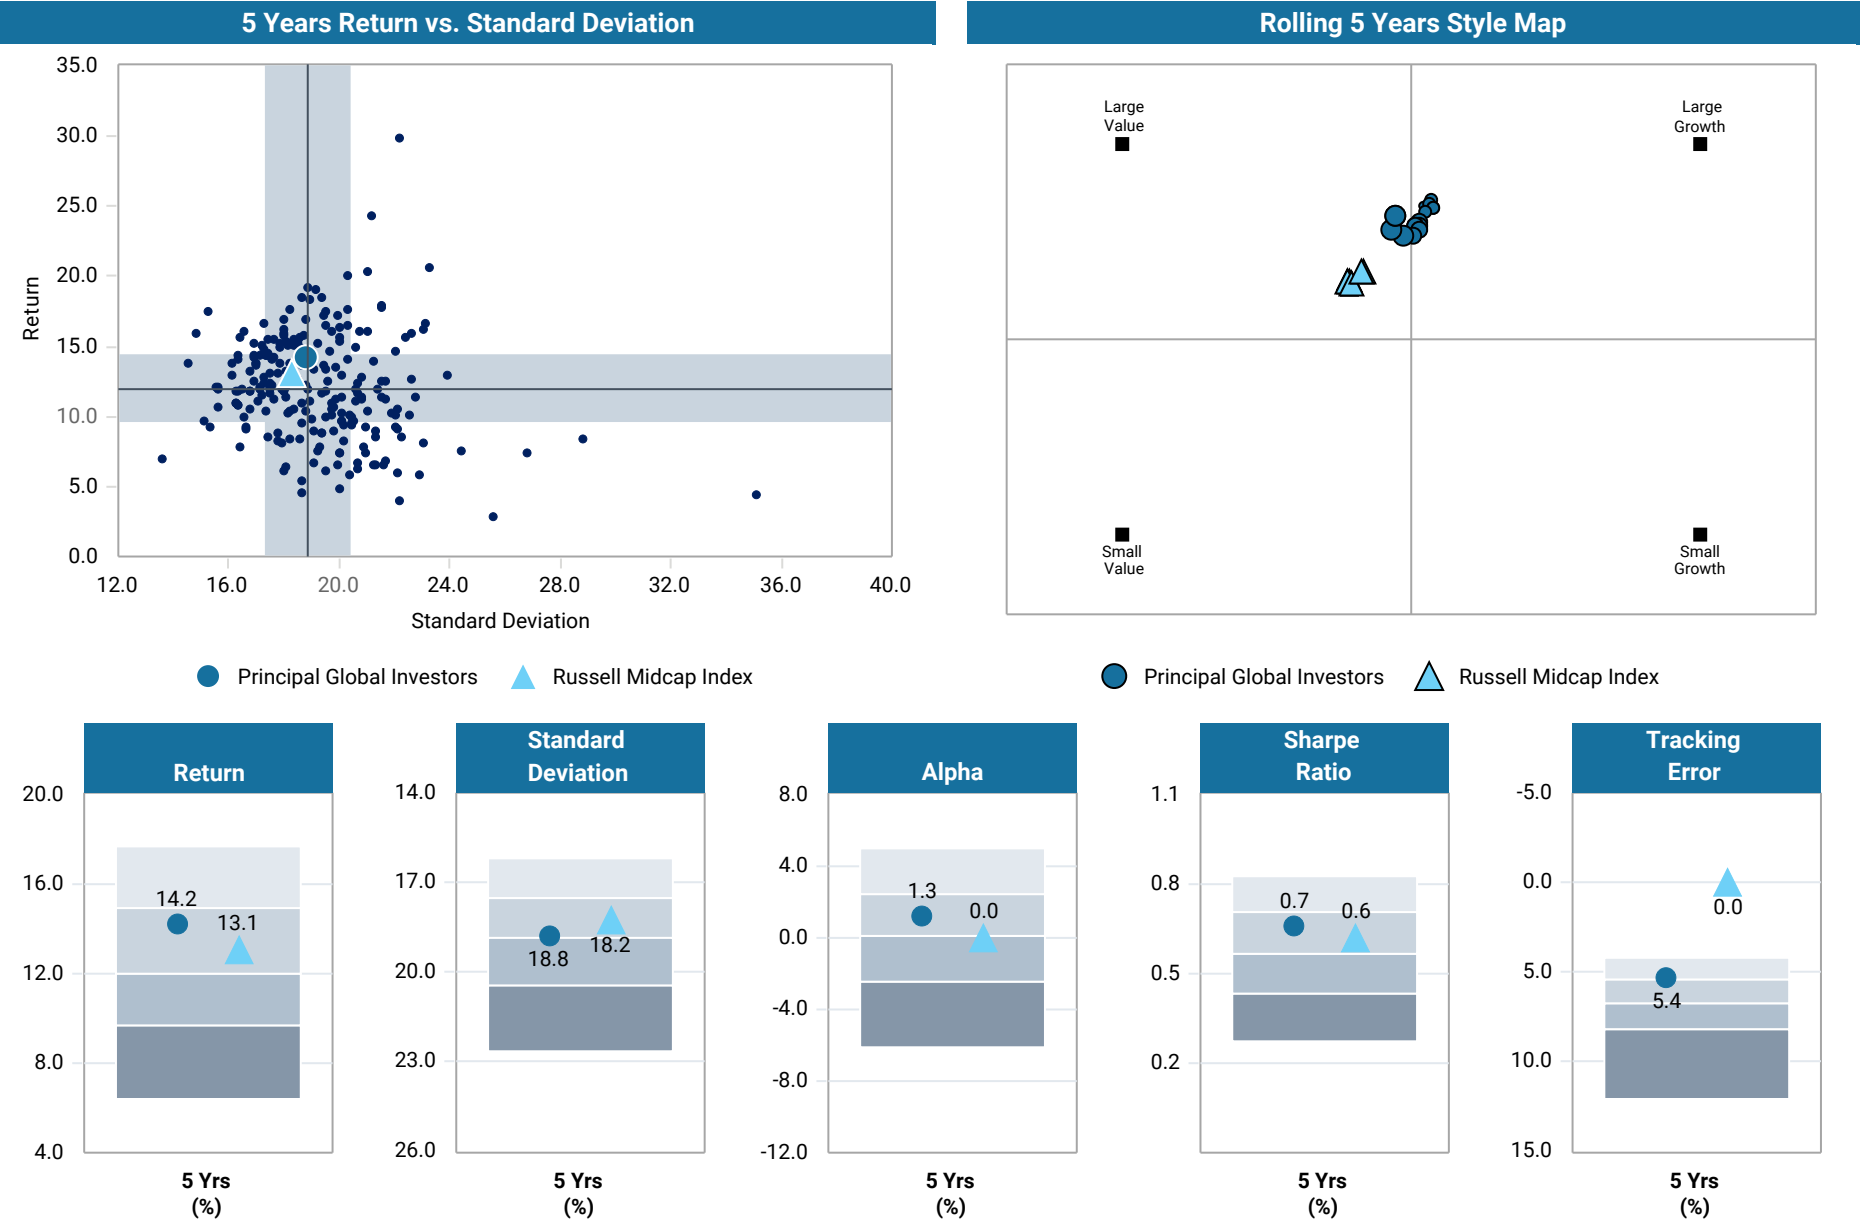 5 Years Return vs. Standard Deviation
Rolling 5 Years Style Map
35.0
30.0
25.0
20.0
15.0
10.0
5.0
0.0
Return
12.0
16.0
20.0
24.0
28.0
32.0
36.0
40.0
Standard Deviation
Large
Value
Large
Growth
Small
Value
Small
Growth
Principal Global Investors
Russell Midcap Index
Principal Global Investors
Russell Midcap Index
Return
20.0
16.0
12.0
8.0
4.0
14.2
13.1
5 Yrs
(%)
Standard
Deviation
14.0
17.0
20.0
23.0
26.0
18.8
18.2
5 Yrs
(%)
Alpha
8.0
4.0
0.0
-4.0
-8.0
-12.0
1.3
0.0
5 Yrs
(%)
Sharpe
Ratio
1.1
0.8
0.5
0.2
0.7
0.6
5 Yrs
(%)
Tracking
Error
-5.0
0.0
5.0
10.0
15.0
0.0
5.4
5 Yrs
(%)